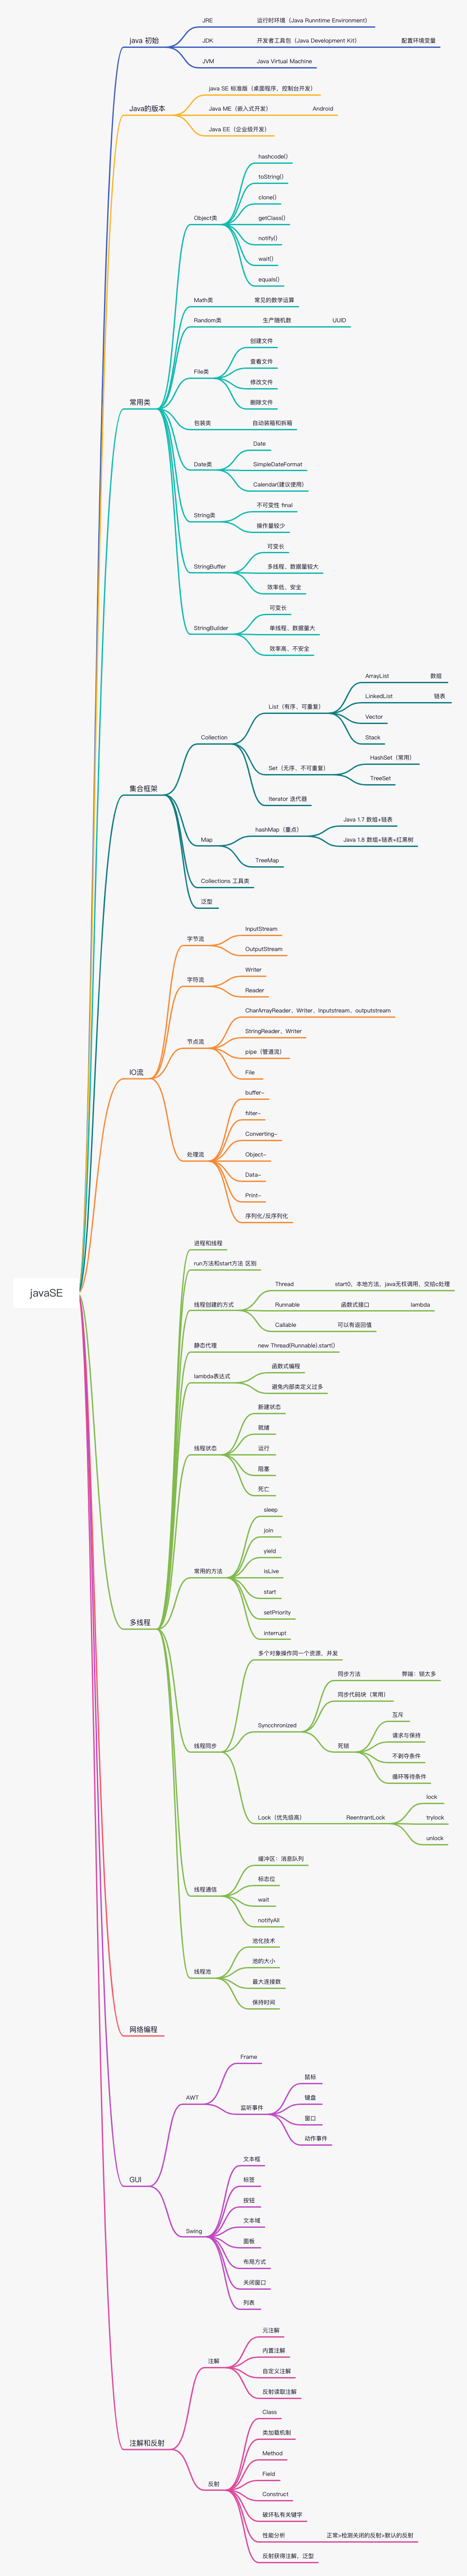 java 初始
JRE
运行时环境（Java Runntime Environment）
JDK
开发者工具包（Java Development Kit）
配置环境变量
JVM
Java Virtual Machine
Java的版本
java SE 标准版（桌面程序，控制台开发）
Java ME（嵌入式开发）
Android
Java EE（企业级开发）
常用类
Object类
hashcode()
toString()
clone()
getClass()
notify()
wait()
equals()
Math类
常见的数学运算
Random类
生产随机数
UUID
File类
创建文件
查看文件
修改文件
删除文件
包装类
自动装箱和拆箱
Date类
Date
SimpleDateFormat
Calendar(建议使用)
String类
不可变性 final
操作量较少
StringBuffer
可变长
多线程、数据量较大
效率低、安全
StringBuilder
可变长
单线程、数据量大
效率高、不安全
集合框架
Collection
List（有序、可重复）
ArrayList
数组
LinkedList
链表
Vector
Stack
Set（无序、不可重复）
HashSet（常用）
TreeSet
Iterator 迭代器
Map
hashMap（重点）
Java 1.7 数组+链表
Java 1.8 数组+链表+红黑树
TreeMap
Collections 工具类
泛型
IO流
字节流
InputStream
OutputStream
字符流
Writer
Reader
节点流
CharArrayReader、Writer、Inputstream、outputstream
StringReader、Writer
pipe（管道流）
File
处理流
buffer~
filter~
Converting~
Object~
Data~
Print~
序列化/反序列化
javaSE
多线程
进程和线程
run方法和start方法 区别
线程创建的方式
Thread
start0，本地方法，java无权调用，交给c处理
Runnable
函数式接口
lambda
Callable
可以有返回值
静态代理
new Thread(Runnable).start()
lambda表达式
函数式编程
避免内部类定义过多
线程状态
新建状态
就绪
运行
阻塞
死亡
常用的方法
sleep
join
yield
isLive
start
setPriority
interrupt
线程同步
多个对象操作同一个资源，并发
Syncchronized
同步方法
弊端：锁太多
同步代码块（常用）
死锁
互斥
请求与保持
不剥夺条件
循环等待条件
Lock（优先级高）
ReentrantLock
lock
trylock
unlock
线程通信
缓冲区：消息队列
标志位
wait
notifyAll
线程池
池化技术
池的大小
最大连接数
保持时间
网络编程
GUI
AWT
Frame
监听事件
鼠标
键盘
窗口
动作事件
Swing
文本框
标签
按钮
文本域
面板
布局方式
关闭窗口
列表
注解和反射
注解
元注解
内置注解
自定义注解
反射读取注解
反射
Class
类加载机制
Method
Field
Construct
破坏私有关键字
性能分析
正常>检测关闭的反射>默认的反射
反射获得注解，泛型